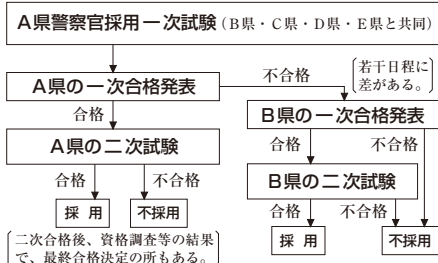 A県警察官採用一次試験（B県・C県・D県・E県と共同）
A県の一次合格発表
不合格
若干日程に
差がある。
合格
B県の一次合格発表
A県の二次試験
合格
不合格
合格
不合格
B県の二次試験
採用
不採用
合格
不合格
二次合格後、資格調査等の結果
で、最終合格決定の所もある。
採用
不採用